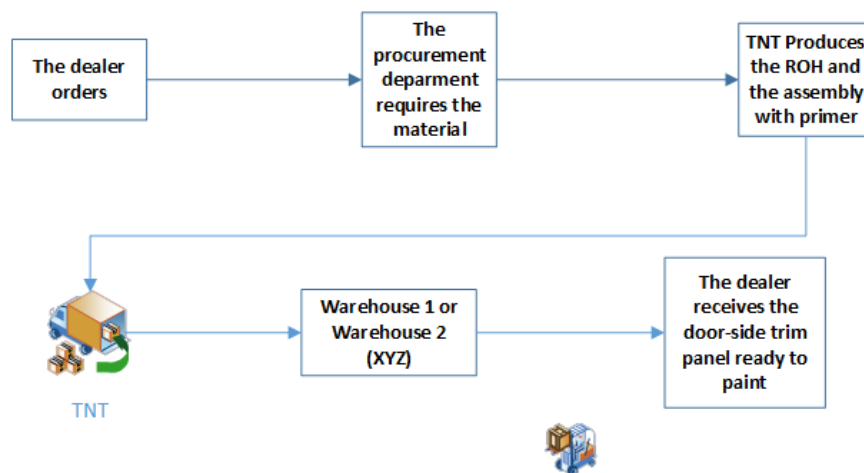 The dealer
orders
The
procurement
deparment
requires the
material
TNT Produces
the ROH and
the assembly
with primer
TNT
Warehouse 1 or
Warehouse 2
(XYZ)
The dealer
receives the
door-side trim
panel ready to
paint